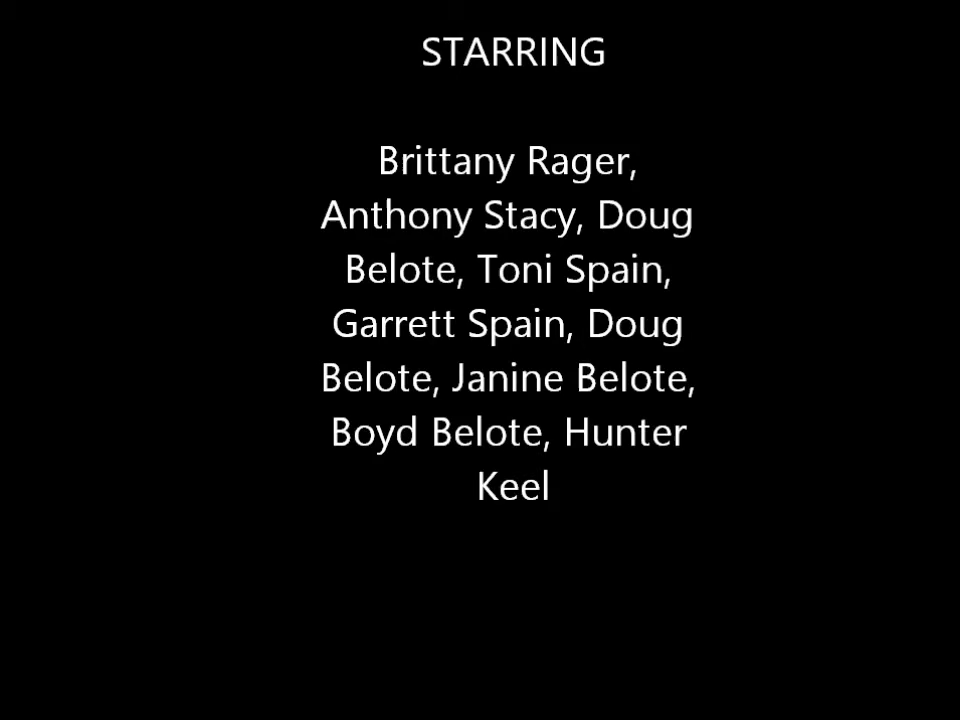 STARRING
Brittany Rager,
Anthony Stacy, Doug
Belote, Toni Spain,
Garrett Spain, Doug
Belote, Janine Belote,
Boyd Belote, Hunter
Keel